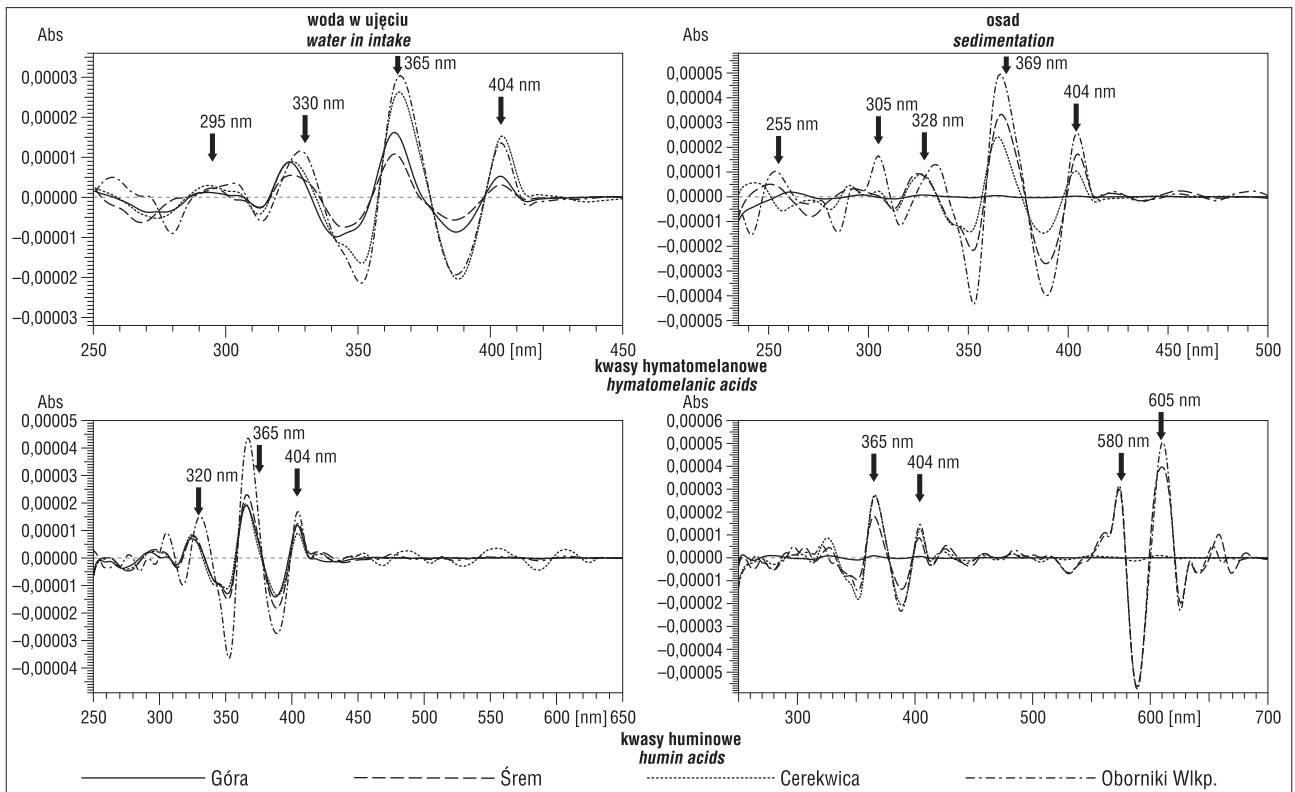 woda w ujęciu
water in intake
Abs
365 nm
404 nm
330 nm
295 nm
0,00003
0,00002
0,00001
0,00000
−0,00001
−0,00002
−0,00003
250 300 350 400 [nm] 450
osad
sedimentation
Abs
369 nm
404 nm
305 nm
328 nm
255 nm
0,00005
0,00004
0,00003
0,00002
0,00001
0,00000
−0,00001
−0,00002
−0,00003
−0,00004
−0,00005
250 300 350 400 450 [nm] 500
kwasy hymatomelanowe
hymatomelanic acids
Abs
365 nm
404 nm
320 nm
0,00005
0,00004
0,00003
0,00002
0,00001
0,00000
−0,00001
−0,00002
−0,00003
−0,00004
250 300 350 400 450 500 550 600 [nm] 650
Abs
605 nm
580 nm
365 nm
404 nm
0,00006
0,00005
0,00004
0,00003
0,00002
0,00001
0,00000
−0,00001
−0,00002
−0,00003
−0,00004
−0,00005
300 400 500 600 [nm] 700
kwasy huminowe
humin acids
Góra Śrem Cerekwica Oborniki Wlkp.